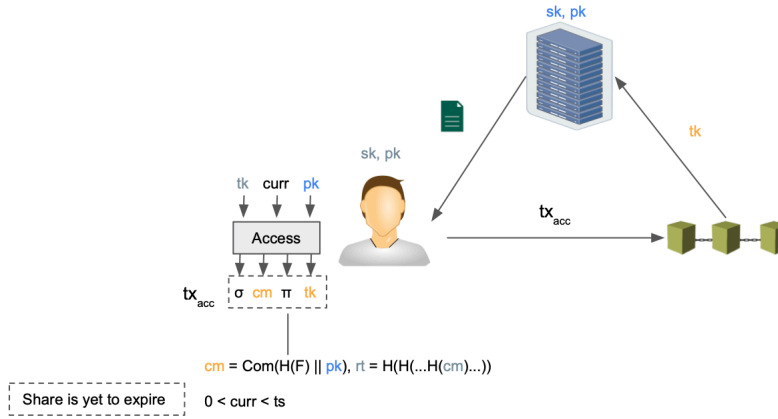 sk, pk
tk
sk, pk
tk curr pk
Access
tx_acc
tx_acc σ cm π tk
cm = Com(H(F) || pk), rt = H(H(...H(cm)...))
Share is yet to expire 0 < curr < ts